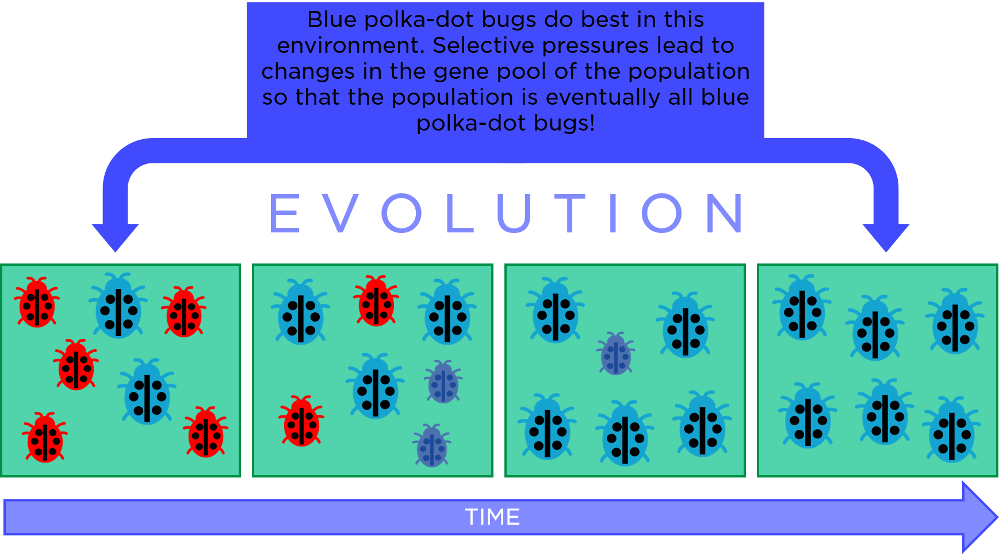 Blue polka-dot bugs do best in this
environment. Selective pressures lead to
changes in the gene pool of the population
so that the population is eventually all blue
polka-dot bugs!
EVOLUTION
TIME